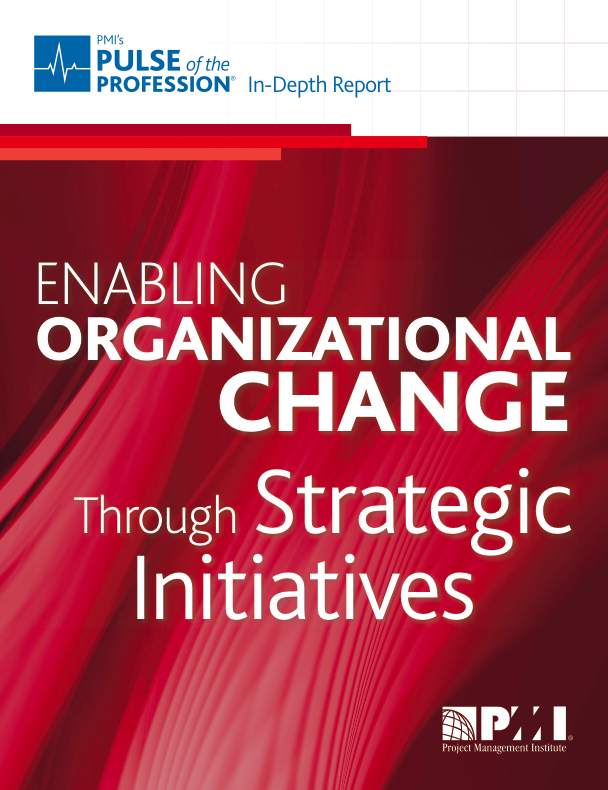 PMI's
PULSE of the
PROFESSION® In-Depth Report
ENABLING
ORGANIZATIONAL
CHANGE
Through Strategic
Initiatives
PMI®
Project Management Institute